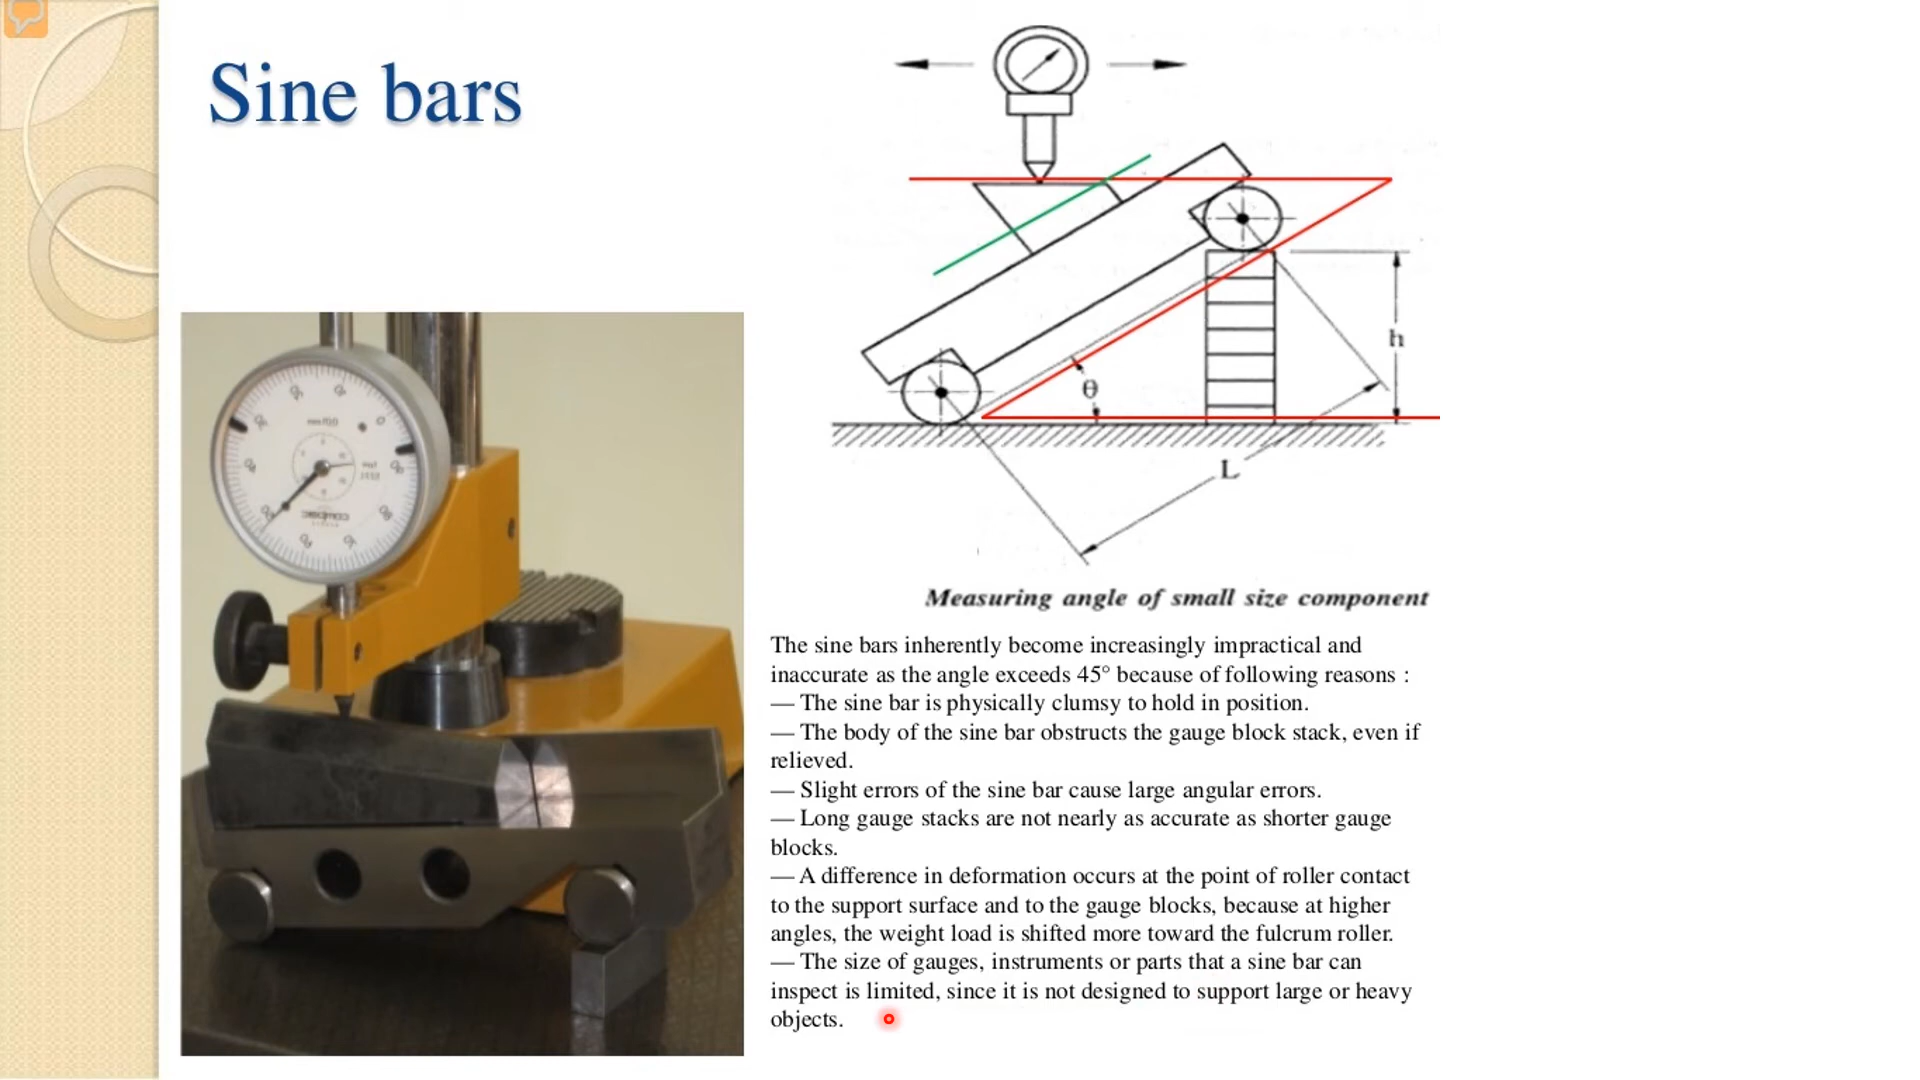 Sine bars
θ
h
L
Measuring angle of small size component
The sine bars inherently become increasingly impractical and
inaccurate as the angle exceeds 45° because of following reasons :
— The sine bar is physically clumsy to hold in position.
— The body of the sine bar obstructs the gauge block stack, even if
relieved.
— Slight errors of the sine bar cause large angular errors.
— Long gauge stacks are not nearly as accurate as shorter gauge
blocks.
— A difference in deformation occurs at the point of roller contact
to the support surface and to the gauge blocks, because at higher
angles, the weight load is shifted more toward the fulcrum roller.
— The size of gauges, instruments or parts that a sine bar can
inspect is limited, since it is not designed to support large or heavy
objects.